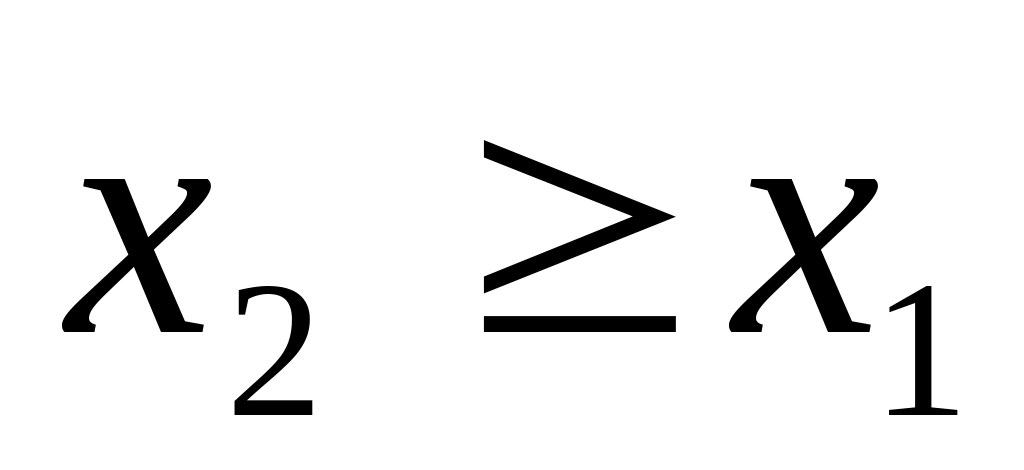 x₂ ≥ x₁